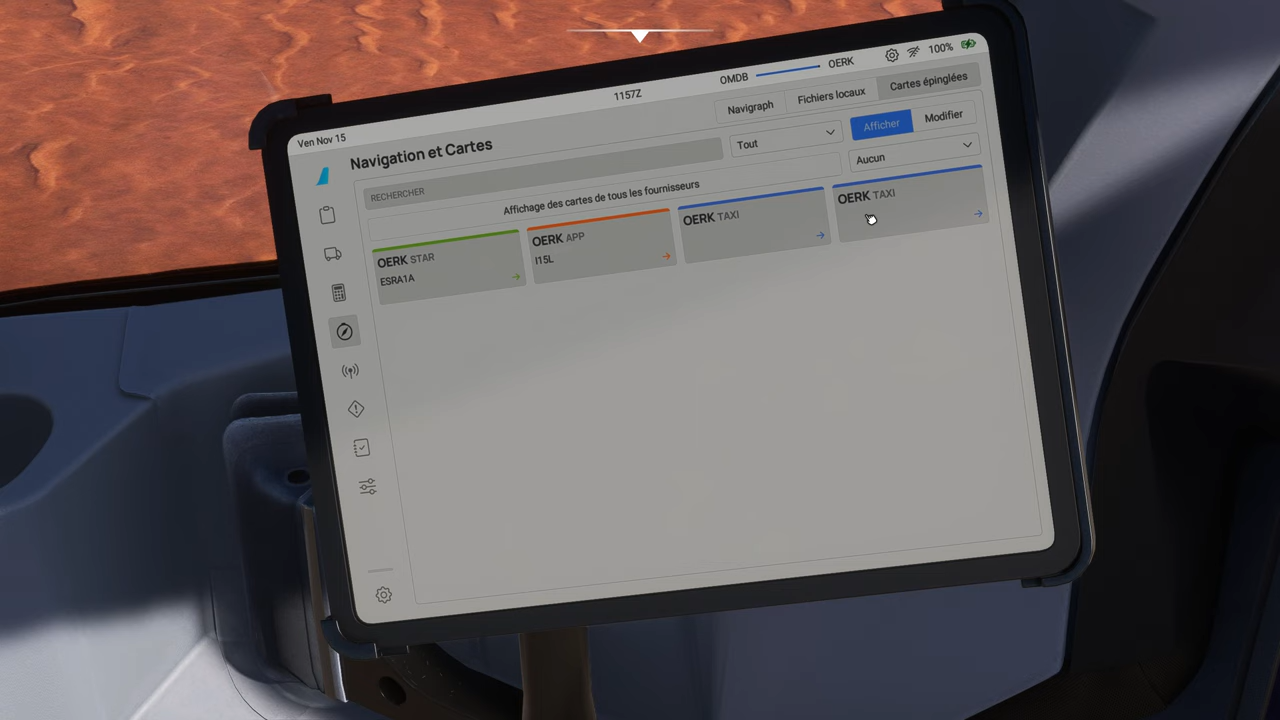 Ven Nov 15
1157Z
OMDB
OERK
100%
Navigation et Cartes
Navigraph
Fichiers locaux
Cartes épinglées
RECHERCHER
Tout
Afficher
Modifier
Affichage des cartes de tous les fournisseurs
Aucun
OERK STAR
ESRA1A
OERK APP
I15L
OERK TAXI
OERK TAXI